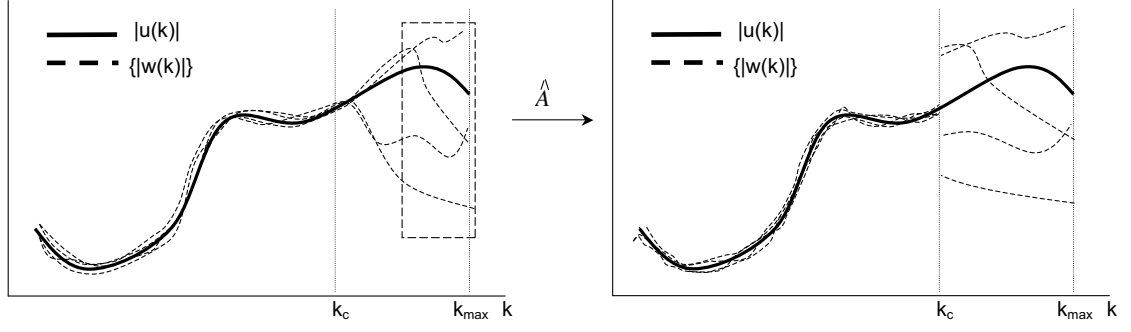 |u(k)|
{|w(k)|}
k_c
k_max k
Â
|u(k)|
{|w(k)|}
k_c
k_max k